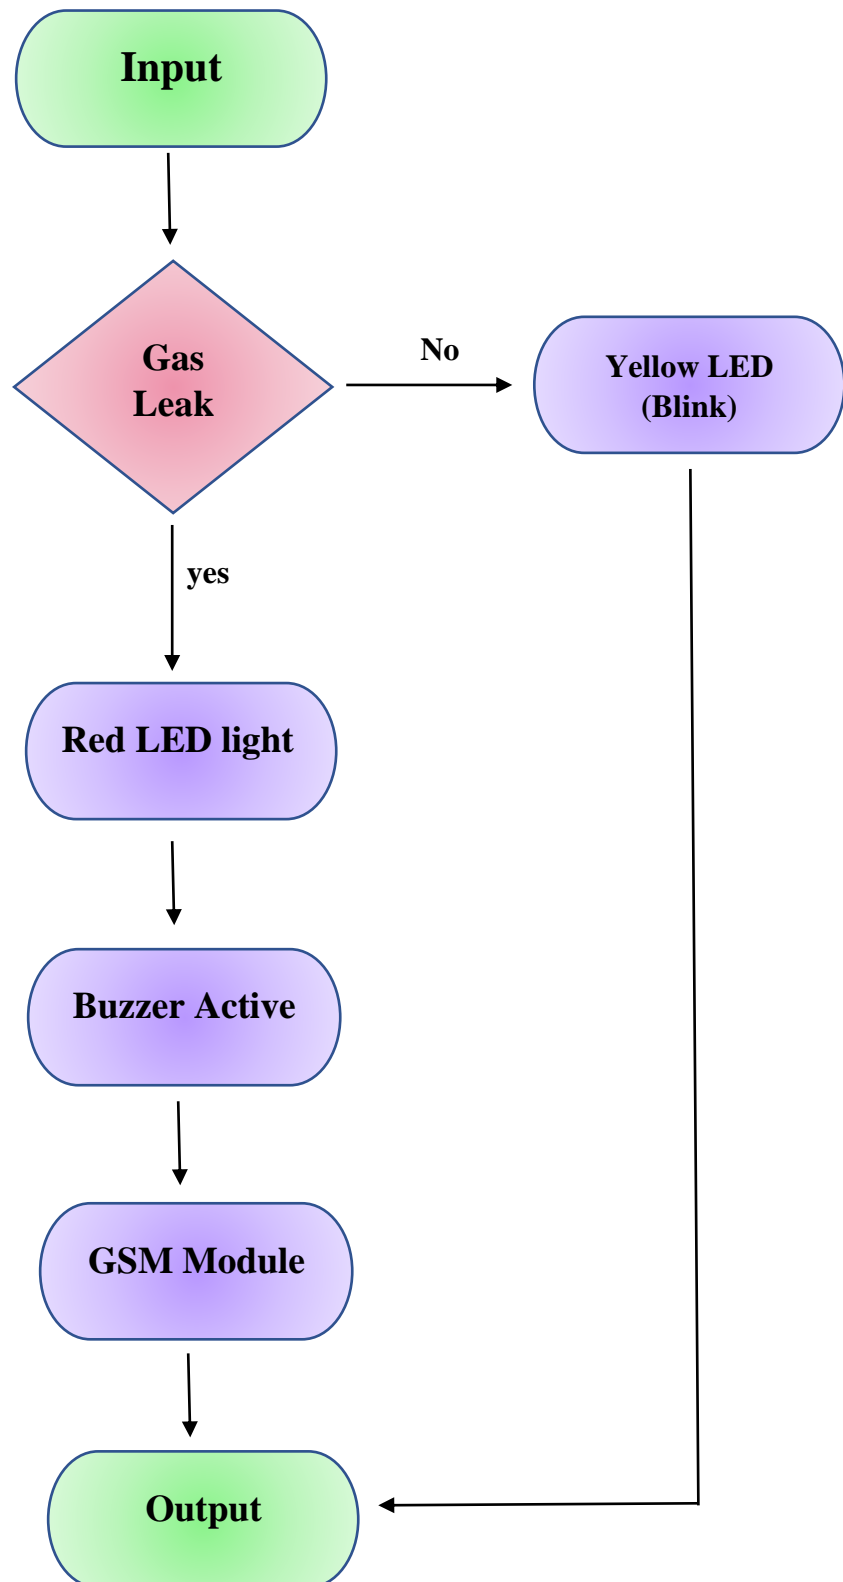 Input
Gas
Leak
No
Yellow LED
(Blink)
yes
Red LED light
Buzzer Active
GSM Module
Output